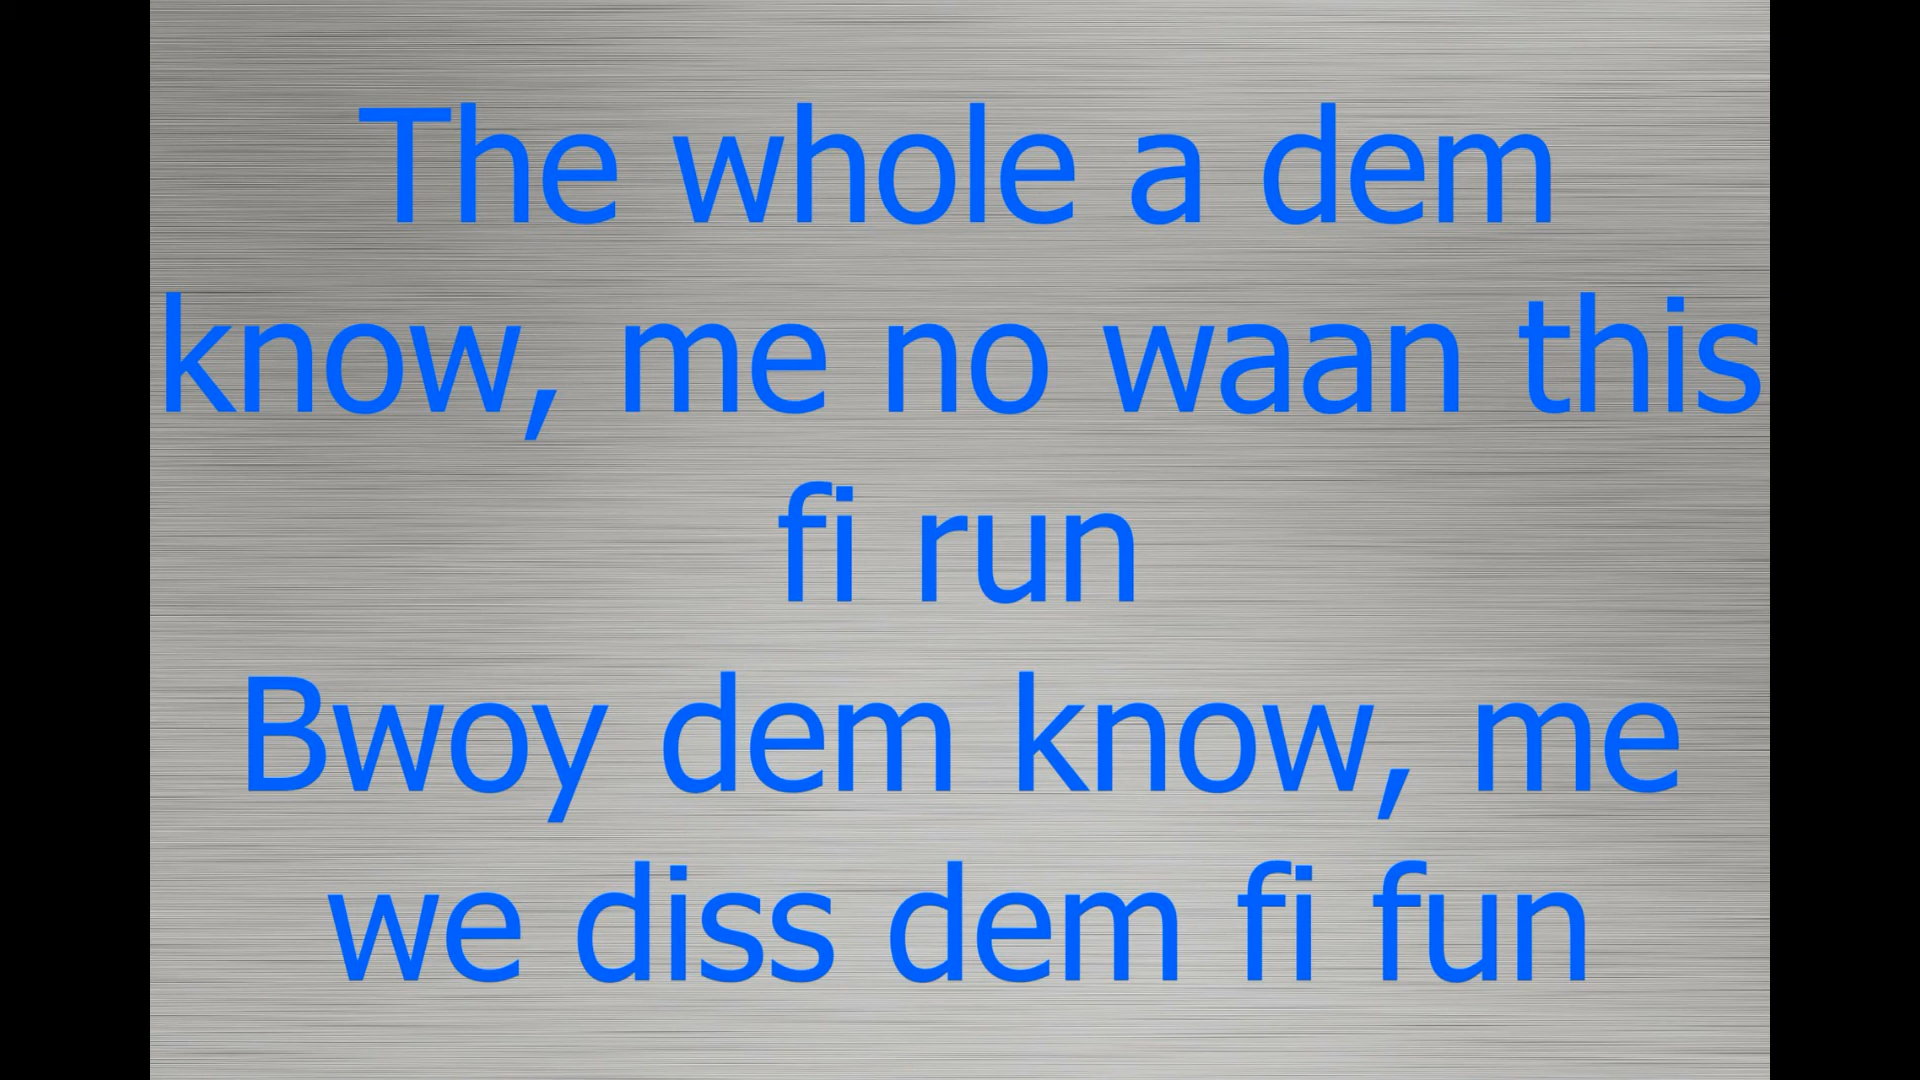 The whole a dem
know, me no waan this
fi run
Bwoy dem know, me
we diss dem fi fun